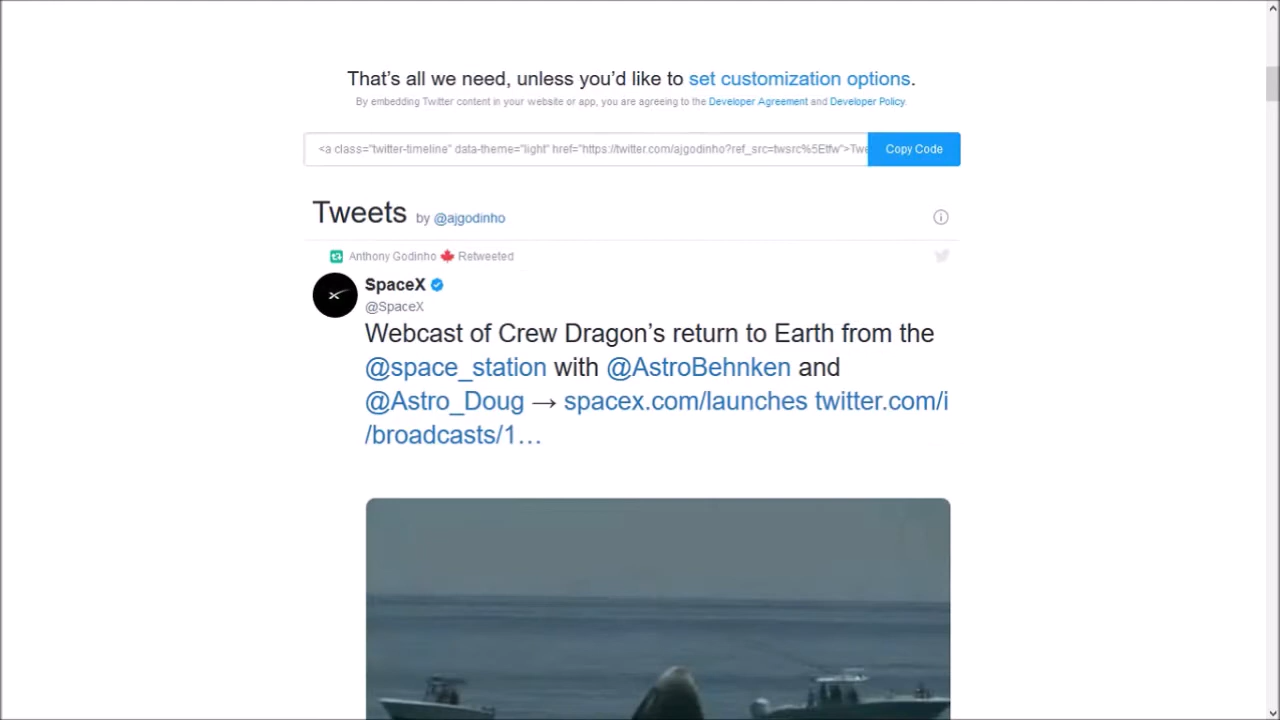 That's all we need, unless you'd like to set customization options.
By embedding Twitter content in your website or app, you are agreeing to the Developer Agreement and Developer Policy.
<a class="twitter-timeline" data-theme="light" href="https://twitter.com/ajgodinho?ref_src=twsrc%5Etfw">Twe
Copy Code
Tweets by @ajgodinho
Anthony Godinho 🍁 Retweeted
SpaceX
@SpaceX
Webcast of Crew Dragon's return to Earth from the
@space_station with @AstroBehnken and
@Astro_Doug → spacex.com/launches twitter.com/i
/broadcasts/1…